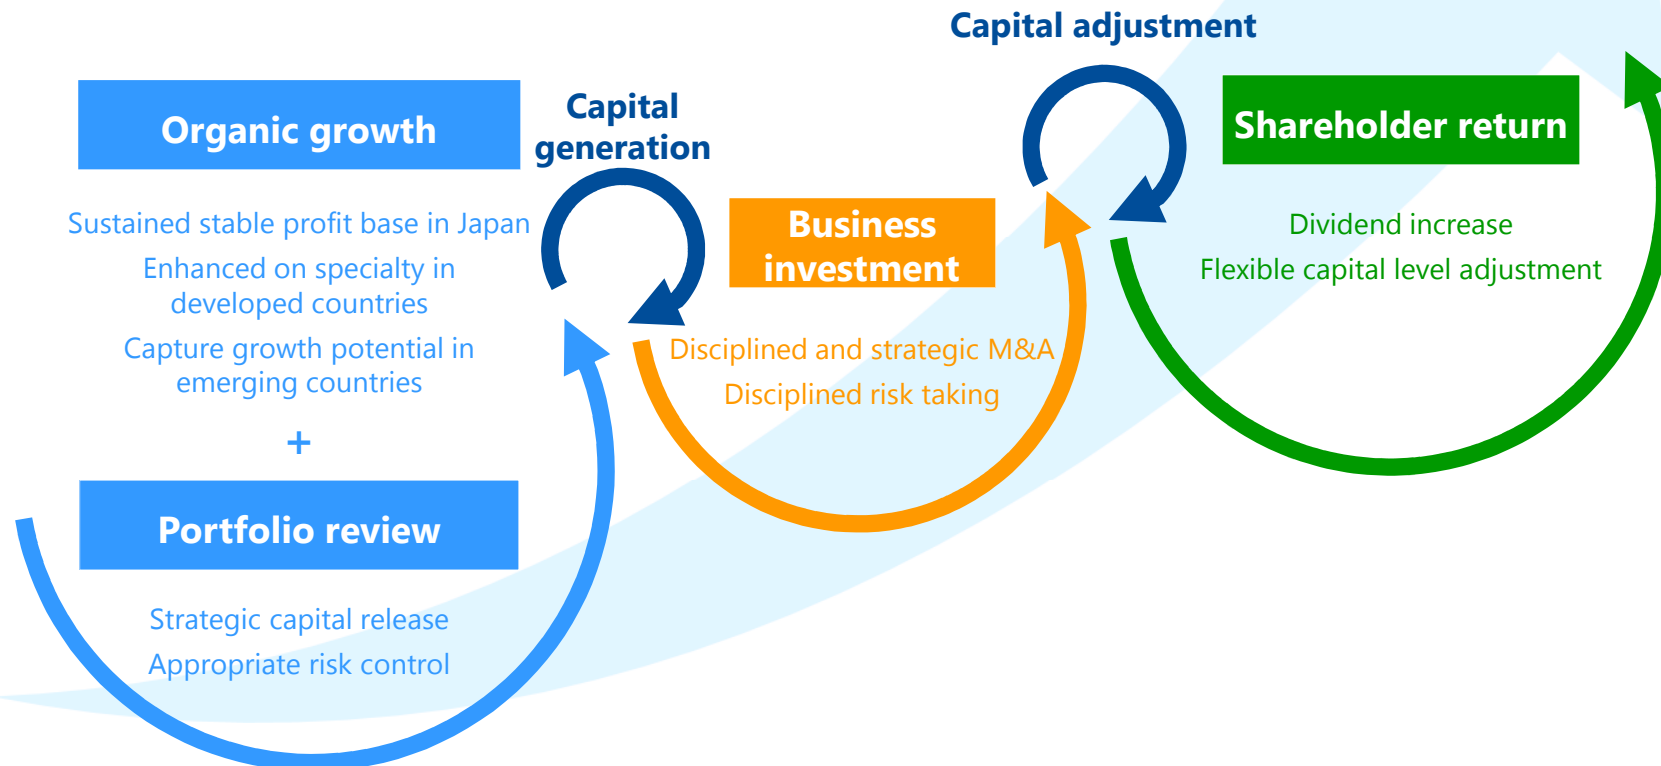 Organic growth
Sustained stable profit base in Japan
Enhanced on specialty in
developed countries
Capture growth potential in
emerging countries
+
Portfolio review
Strategic capital release
Appropriate risk control
Capital
generation
Business
investment
Disciplined and strategic M&A
Disciplined risk taking
Capital adjustment
Shareholder return
Dividend increase
Flexible capital level adjustment